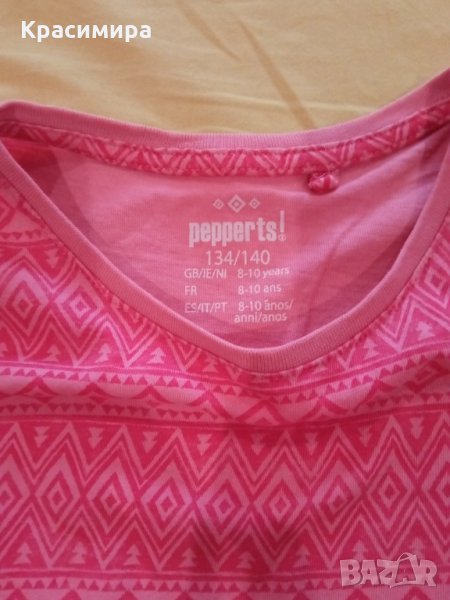 Красимира
pepperts!
134/140
GB/IE/NI 8-10 years
FR 8-10 ans
ES/IT/PT 8-10 años/
anni/anos
BAZAR